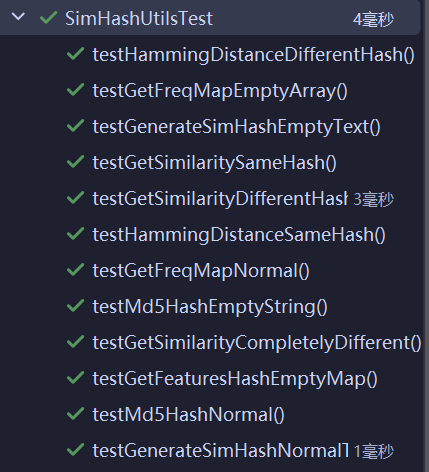 SimHashUtilsTest 4毫秒
testHammingDistanceDifferentHash()
testGetFreqMapEmptyArray()
testGenerateSimHashEmptyText()
testGetSimilaritySameHash()
testGetSimilarityDifferentHash 3毫秒
testHammingDistanceSameHash()
testGetFreqMapNormal()
testMd5HashEmptyString()
testGetSimilarityCompletelyDifferent()
testGetFeaturesHashEmptyMap()
testMd5HashNormal()
testGenerateSimHashNormalT 1毫秒